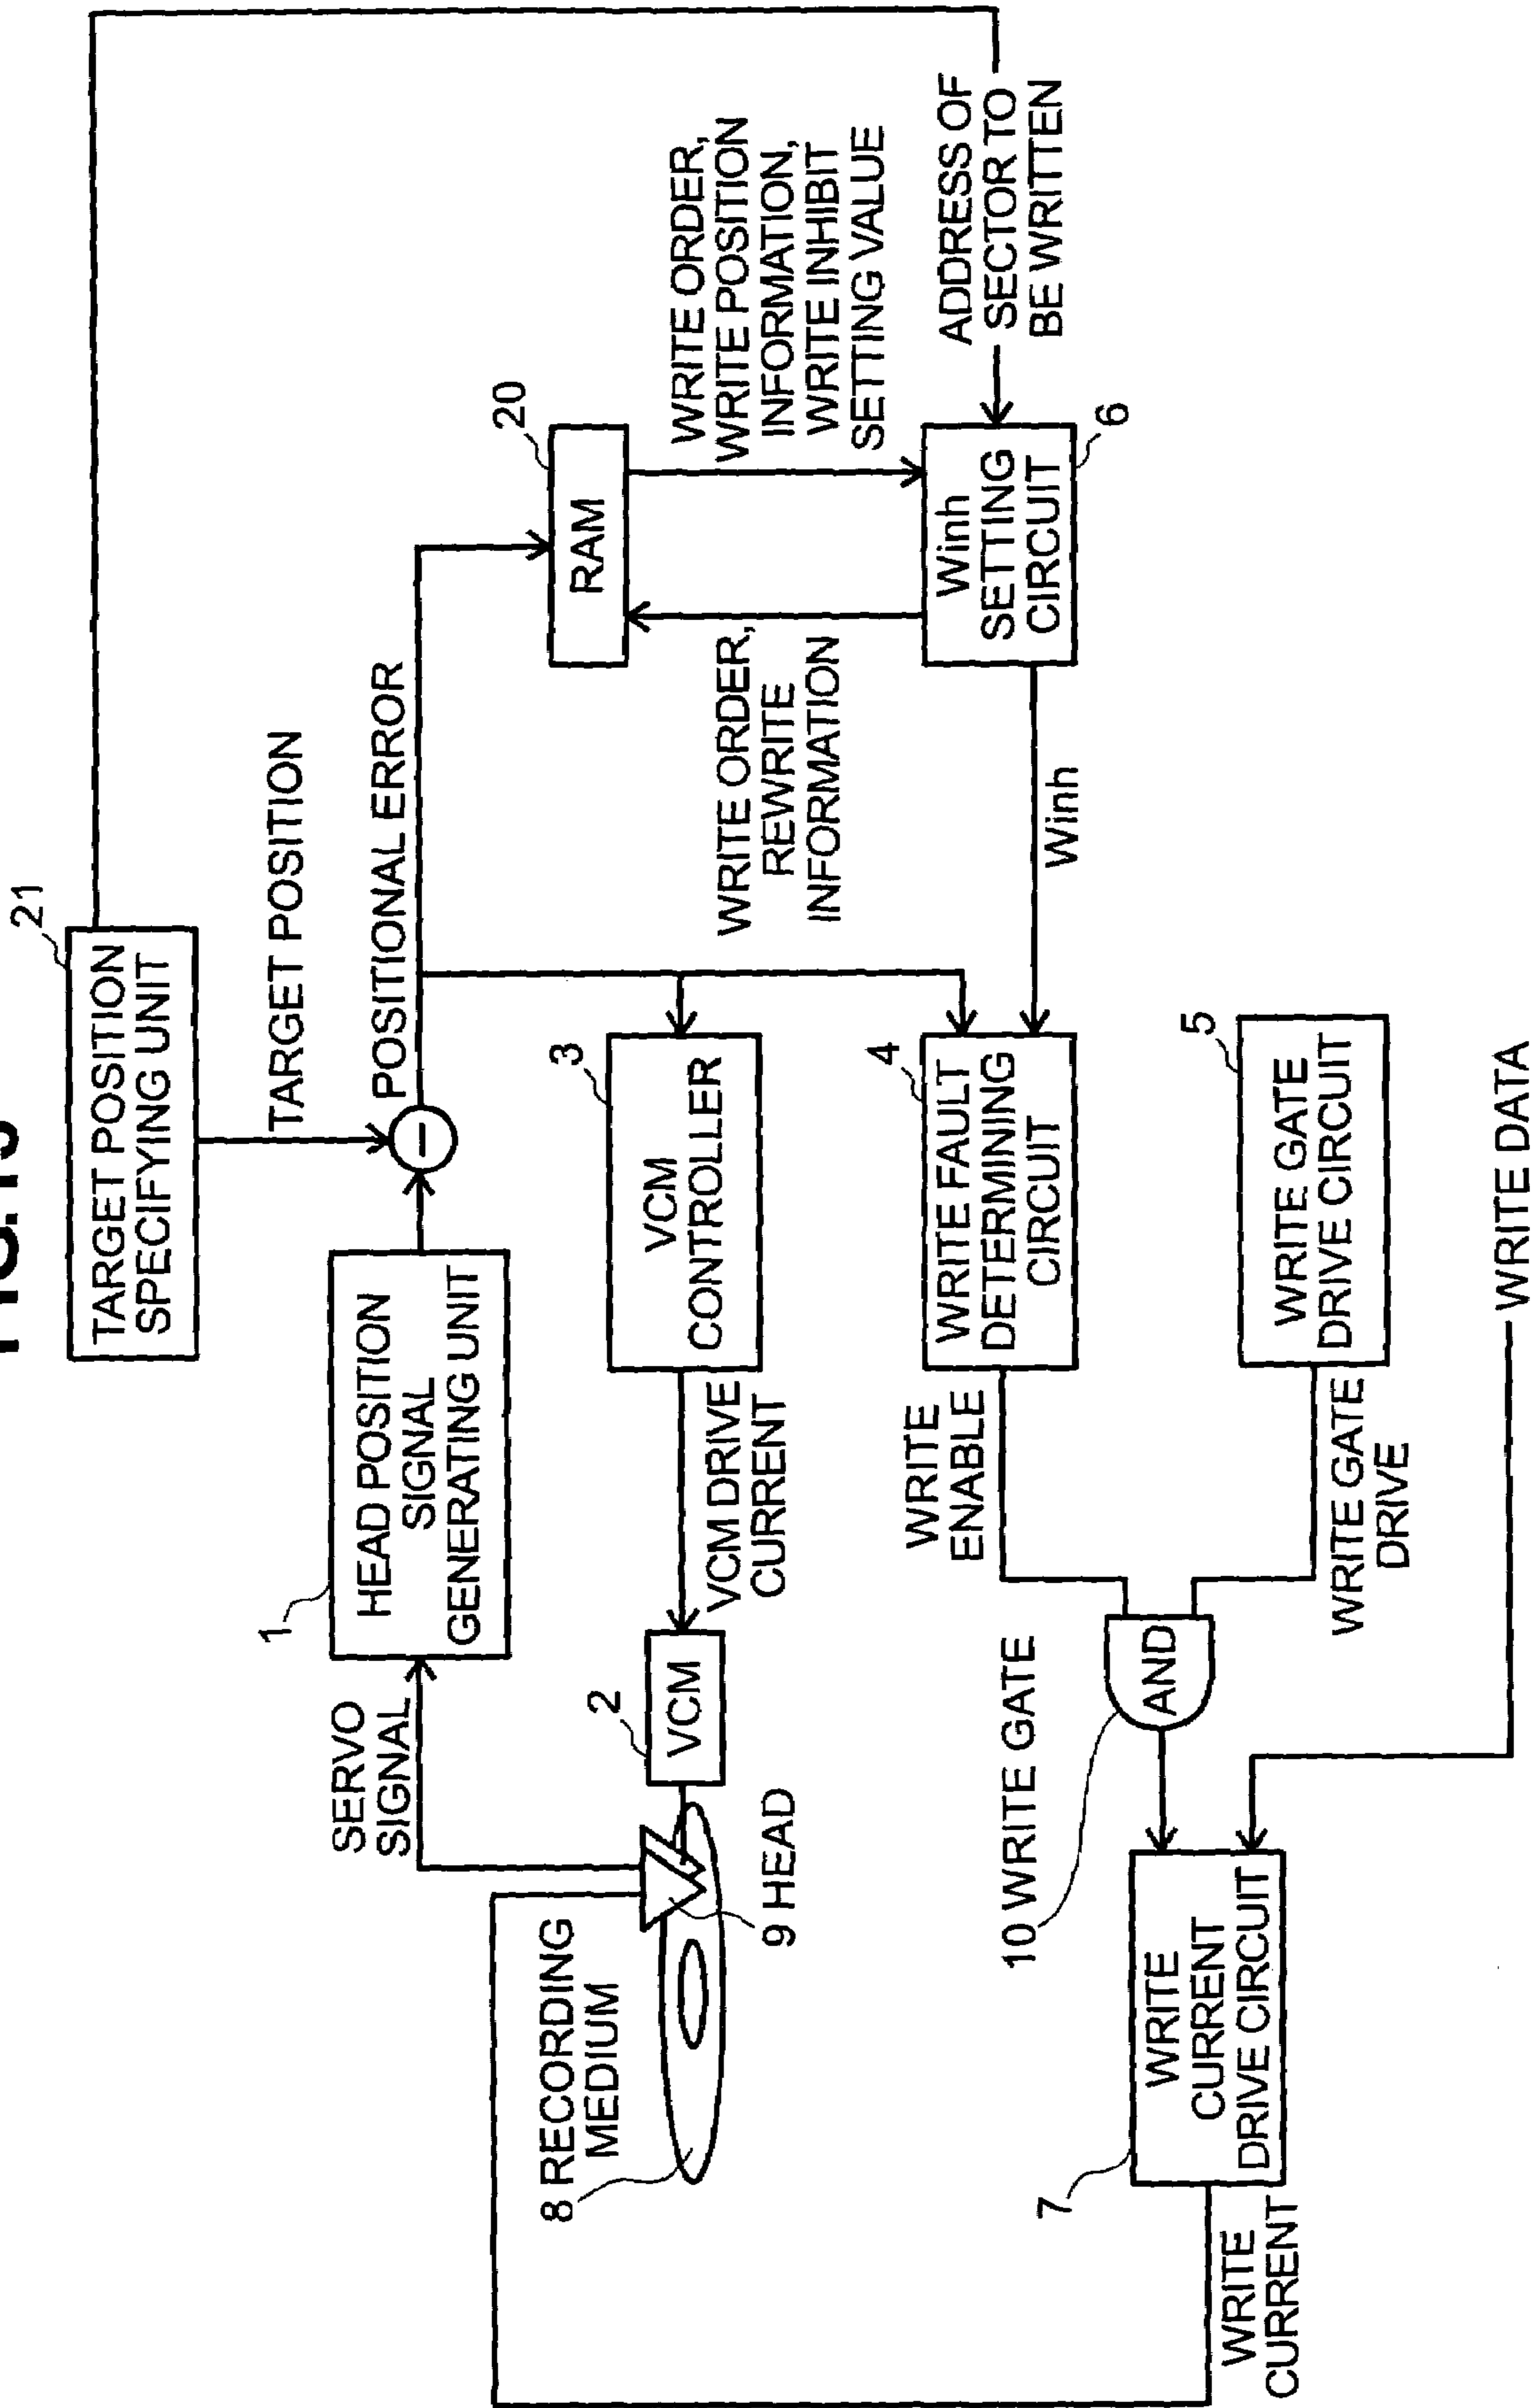 21
TARGET POSITION
SPECIFYING UNIT
TARGET POSITION
1
HEAD POSITION
SIGNAL
GENERATING UNIT
SERVO
SIGNAL
POSITIONAL ERROR
20
RAM
WRITE ORDER,
WRITE POSITION
INFORMATION,
WRITE INHIBIT
SETTING VALUE
WRITE ORDER,
REWRITE
INFORMATION
ADDRESS OF
SECTOR TO
BE WRITTEN
Winh
SETTING
CIRCUIT
6
Winh
3
VCM
CONTROLLER
VCM DRIVE
CURRENT
2
VCM
8 RECORDING
MEDIUM
9 HEAD
4
WRITE FAULT
DETERMINING
CIRCUIT
WRITE
ENABLE
5
WRITE GATE
DRIVE CIRCUIT
WRITE GATE
DRIVE
10 WRITE GATE
AND
7
WRITE
CURRENT
DRIVE CIRCUIT
WRITE
CURRENT
WRITE DATA